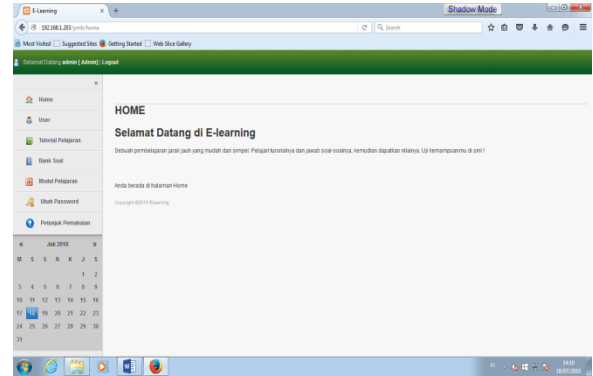 E-Learning
Shadow Mode
192.168.1.203/pmb/home
Search
Most Visited Suggested Sites Getting Started Web Slice Gallery
Selamat Datang admin [ Admin] | Logout
«
Home
User
Tutorial Pelajaran
Bank Soal
Modul Pelajaran
Ubah Password
Petunjuk Pemakaian
« Juli 2016 »
M S S R K J S
1 2
3 4 5 6 7 8 9
10 11 12 13 14 15 16
17 18 19 20 21 22 23
24 25 26 27 28 29 30
31
HOME
Selamat Datang di E-learning
Sebuah pembelajaran jarak jauh yang mudah dan simpel. Pelajari turorialnya dan jawab soal-soalnya, kemudian dapatkan nilainya. Uji kemampuanmu di sini !
Anda berada di halaman Home
Copyright ©2015 Elearning
14:10
18/07/2016